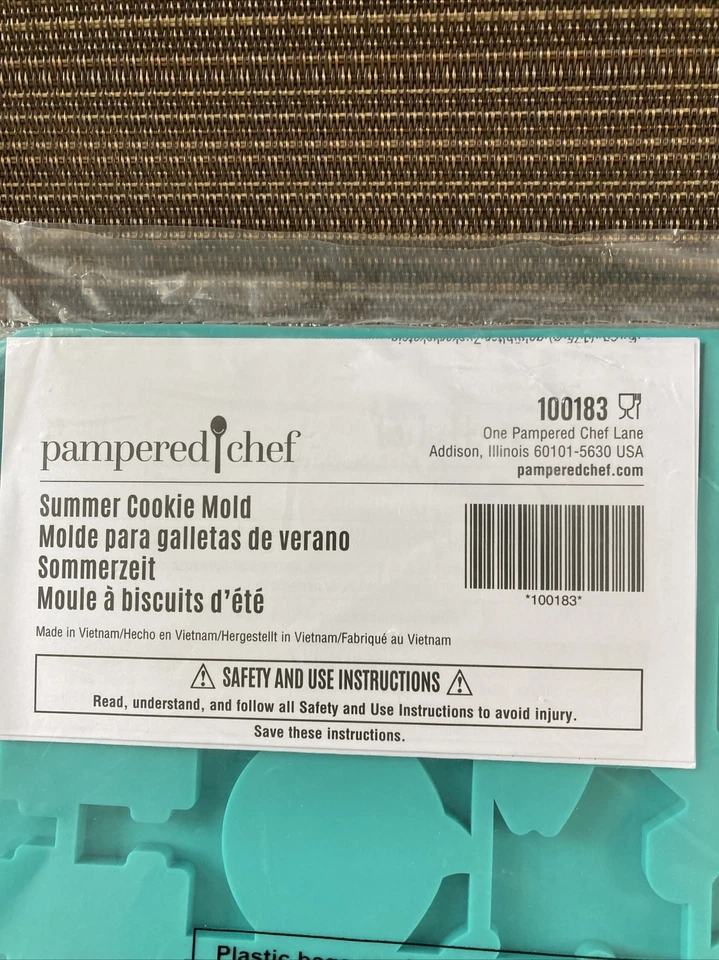 pampered chef
100183
One Pampered Chef Lane
Addison, Illinois 60101-5630 USA
pamperedchef.com
Summer Cookie Mold
Molde para galletas de verano
Sommerzeit
Moule à biscuits d'été
*100183*
Made in Vietnam/Hecho en Vietnam/Hergestellt in Vietnam/Fabriqué au Vietnam
SAFETY AND USE INSTRUCTIONS
Read, understand, and follow all Safety and Use Instructions to avoid injury.
Save these instructions.
Plastic